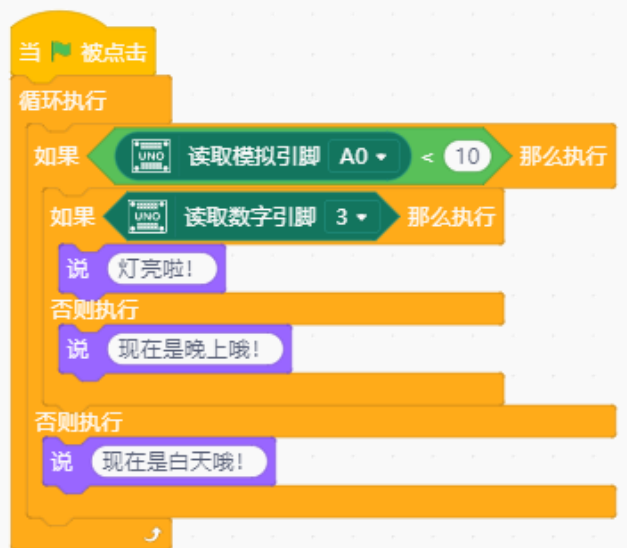 当 被点击
循环执行
如果 UNO 读取模拟引脚 A0 < 10 那么执行
如果 UNO 读取数字引脚 3 那么执行
说 灯亮啦！
否则执行
说 现在是晚上哦！
否则执行
说 现在是白天哦！